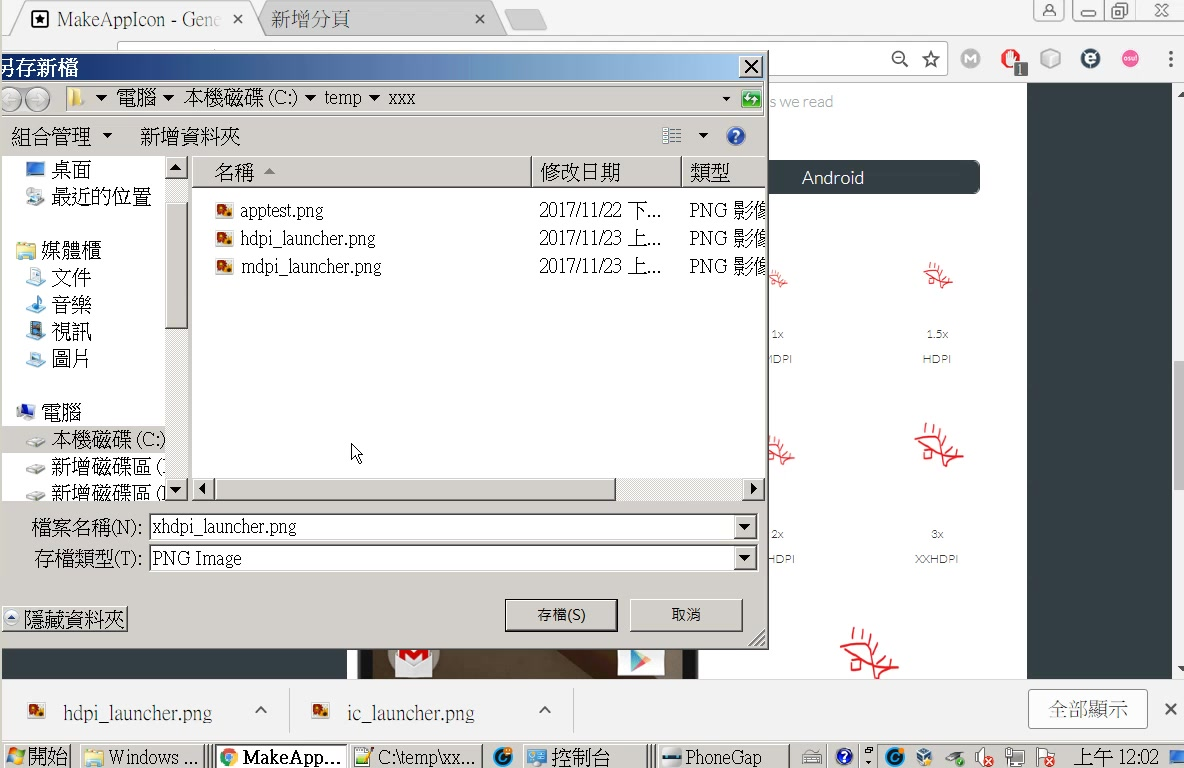 MakeAppIcon - Gene
新增分頁
另存新檔
電腦 本機磁碟 (C:) temp xxx
s we read
組合管理 新增資料夾
桌面
最近的位置
媒體櫃
文件
音樂
視訊
圖片
電腦
本機磁碟 (C:)
新增磁碟區 (
新增磁碟區 (
名稱 修改日期 類型
apptest.png 2017/11/22 下... PNG 影像
hdpi_launcher.png 2017/11/23 上... PNG 影像
mdpi_launcher.png 2017/11/23 上... PNG 影像
檔案名稱(N): xhdpi_launcher.png
存檔類型(T): PNG Image
隱藏資料夾
存檔(S) 取消
Android
1x 1.5x
MDPI HDPI
2x 3x
HDPI XXHDPI
hdpi_launcher.png
ic_launcher.png
全部顯示
開始
Windows ...
MakeApp...
C:\temp\xx...
控制台
PhoneGap
上午 12:02